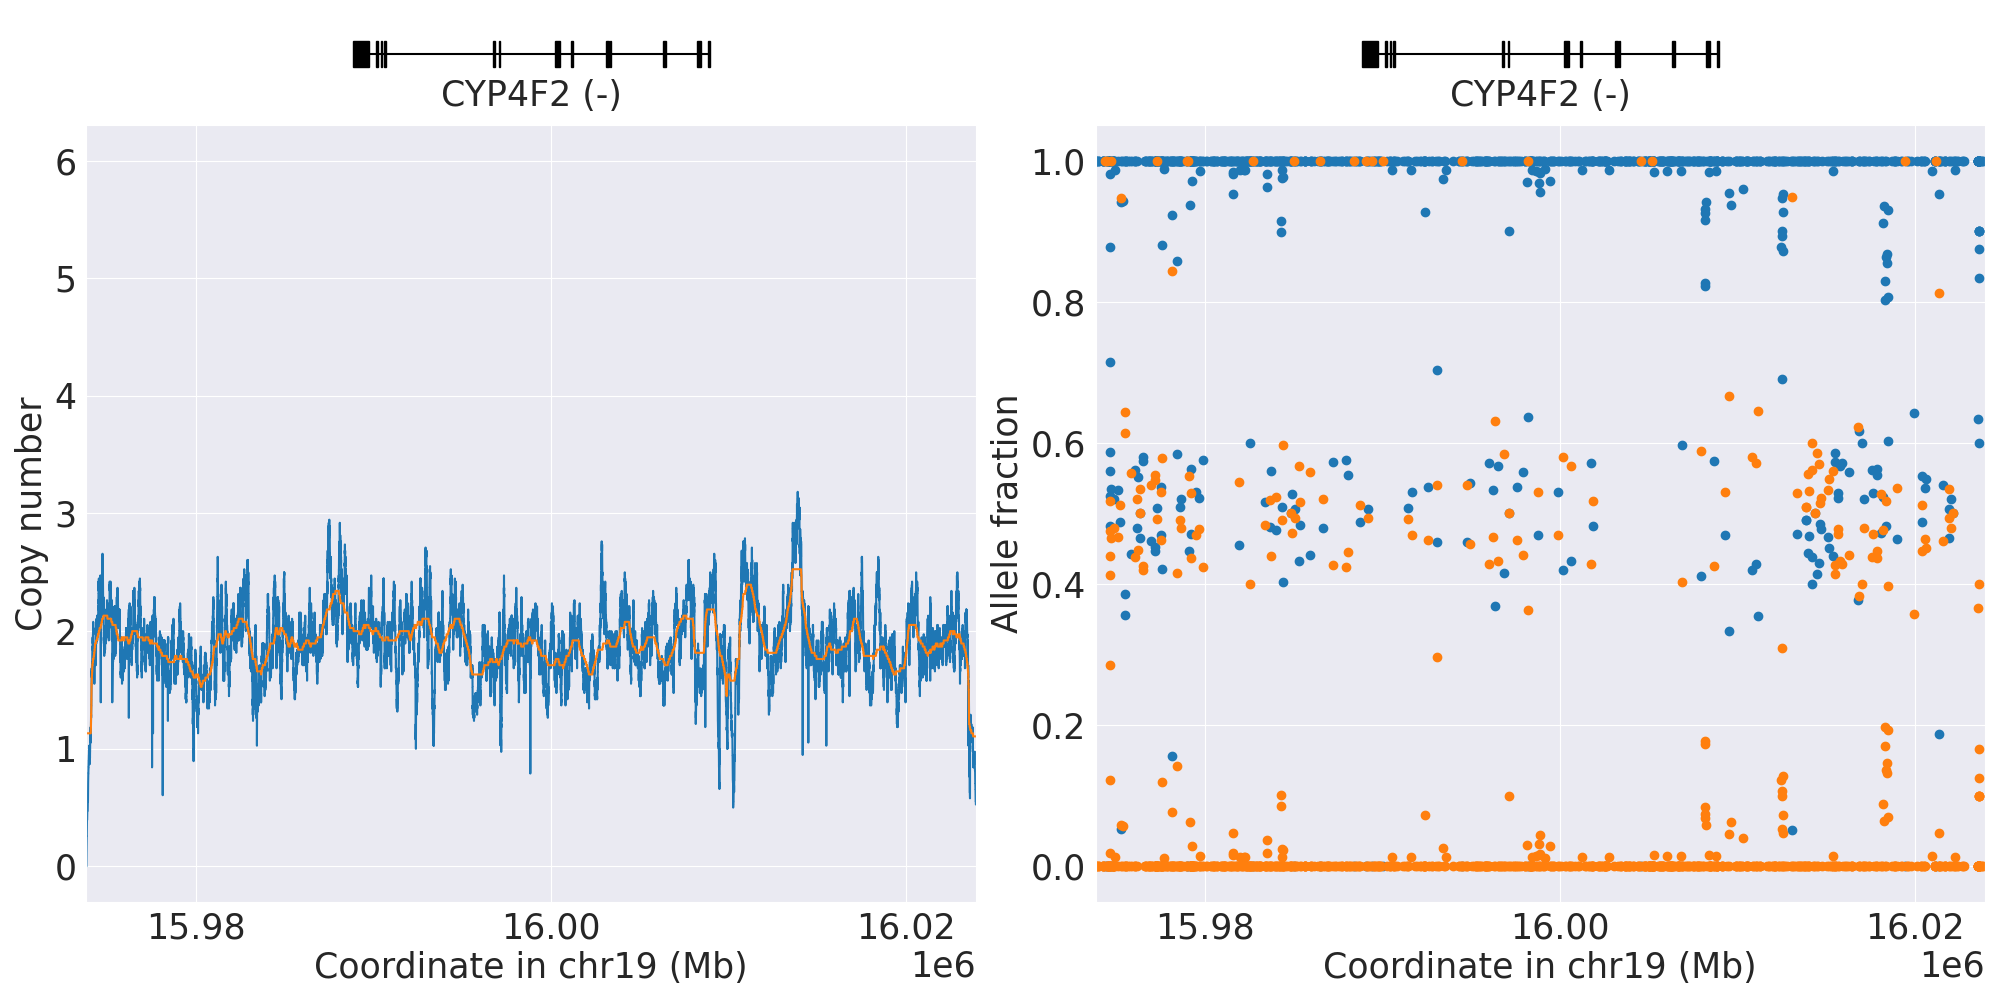 CYP4F2 (-)
6
5
4
3
2
1
0
Copy number
15.98
16.00
16.02
Coordinate in chr19 (Mb)
1e6
CYP4F2 (-)
1.0
0.8
0.6
0.4
0.2
0.0
Allele fraction
15.98
16.00
16.02
Coordinate in chr19 (Mb)
1e6